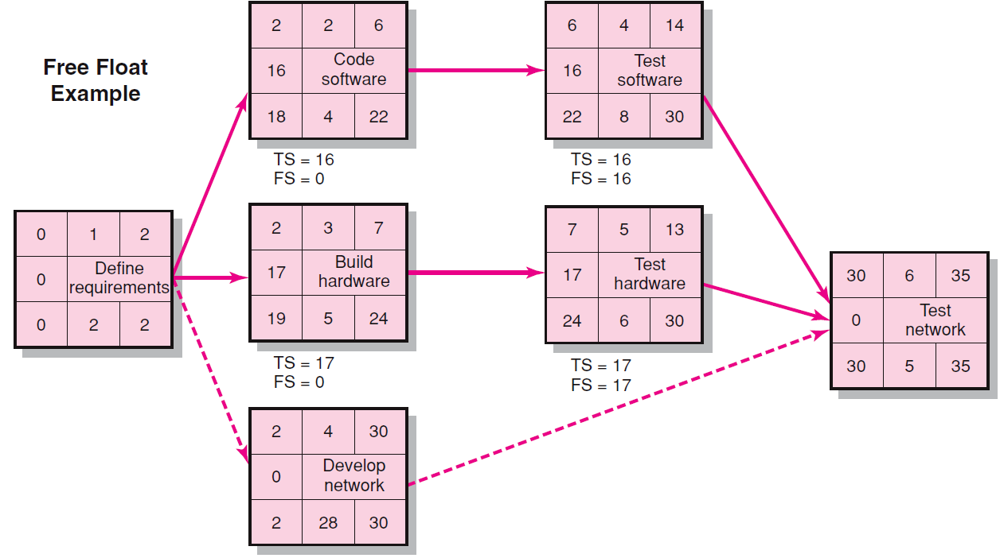 Free Float
Example
0 1 2
0 Define
requirements
0 2 2
2 2 6
16 Code
software
18 4 22
TS = 16
FS = 0
6 4 14
16 Test
software
22 8 30
TS = 16
FS = 16
2 3 7
17 Build
hardware
19 5 24
TS = 17
FS = 0
7 5 13
17 Test
hardware
24 6 30
TS = 17
FS = 17
2 4 30
0 Develop
network
2 28 30
30 6 35
0 Test
network
30 5 35